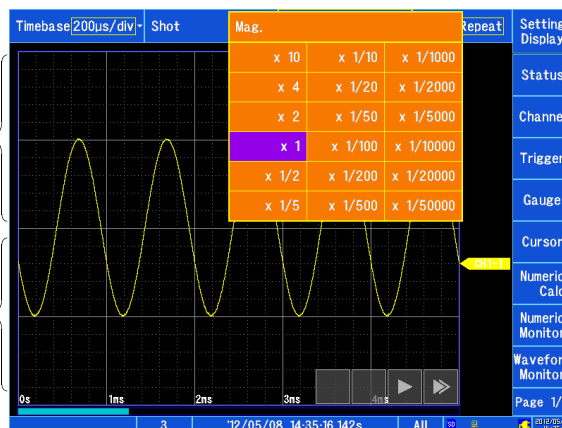 Timebase 200µs/div Shot Mag. Repeat
Setting Display
x 10 x 1/10 x 1/1000
x 4 x 1/20 x 1/2000
x 2 x 1/50 x 1/5000
x 1 x 1/100 x 1/10000
x 1/2 x 1/200 x 1/20000
x 1/5 x 1/500 x 1/50000
Status
Channe
Trigger
Gauge
Cursor
CH1-1
Numeric
Calc
Numeric
Monitor
Waveform
Monitor
Page 1/
0s 1ms 2ms 3ms 4ms
3 '12/05/08 14:35:16.142s All SD